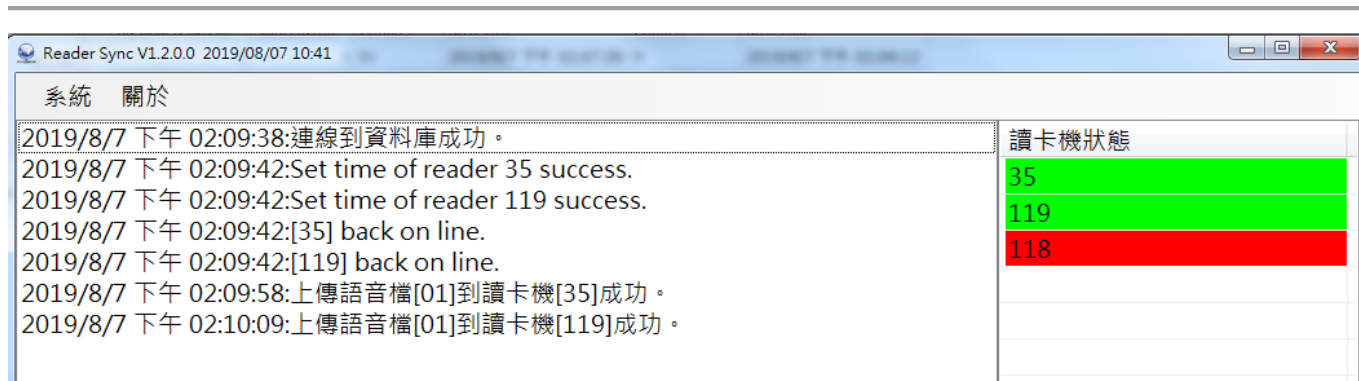 Reader Sync V1.2.0.0 2019/08/07 10:41
系統 關於
2019/8/7 下午 02:09:38:連線到資料庫成功。
2019/8/7 下午 02:09:42:Set time of reader 35 success.
2019/8/7 下午 02:09:42:Set time of reader 119 success.
2019/8/7 下午 02:09:42:[35] back on line.
2019/8/7 下午 02:09:42:[119] back on line.
2019/8/7 下午 02:09:58:上傳語音檔[01]到讀卡機[35]成功。
2019/8/7 下午 02:10:09:上傳語音檔[01]到讀卡機[119]成功。
讀卡機狀態
35
119
118